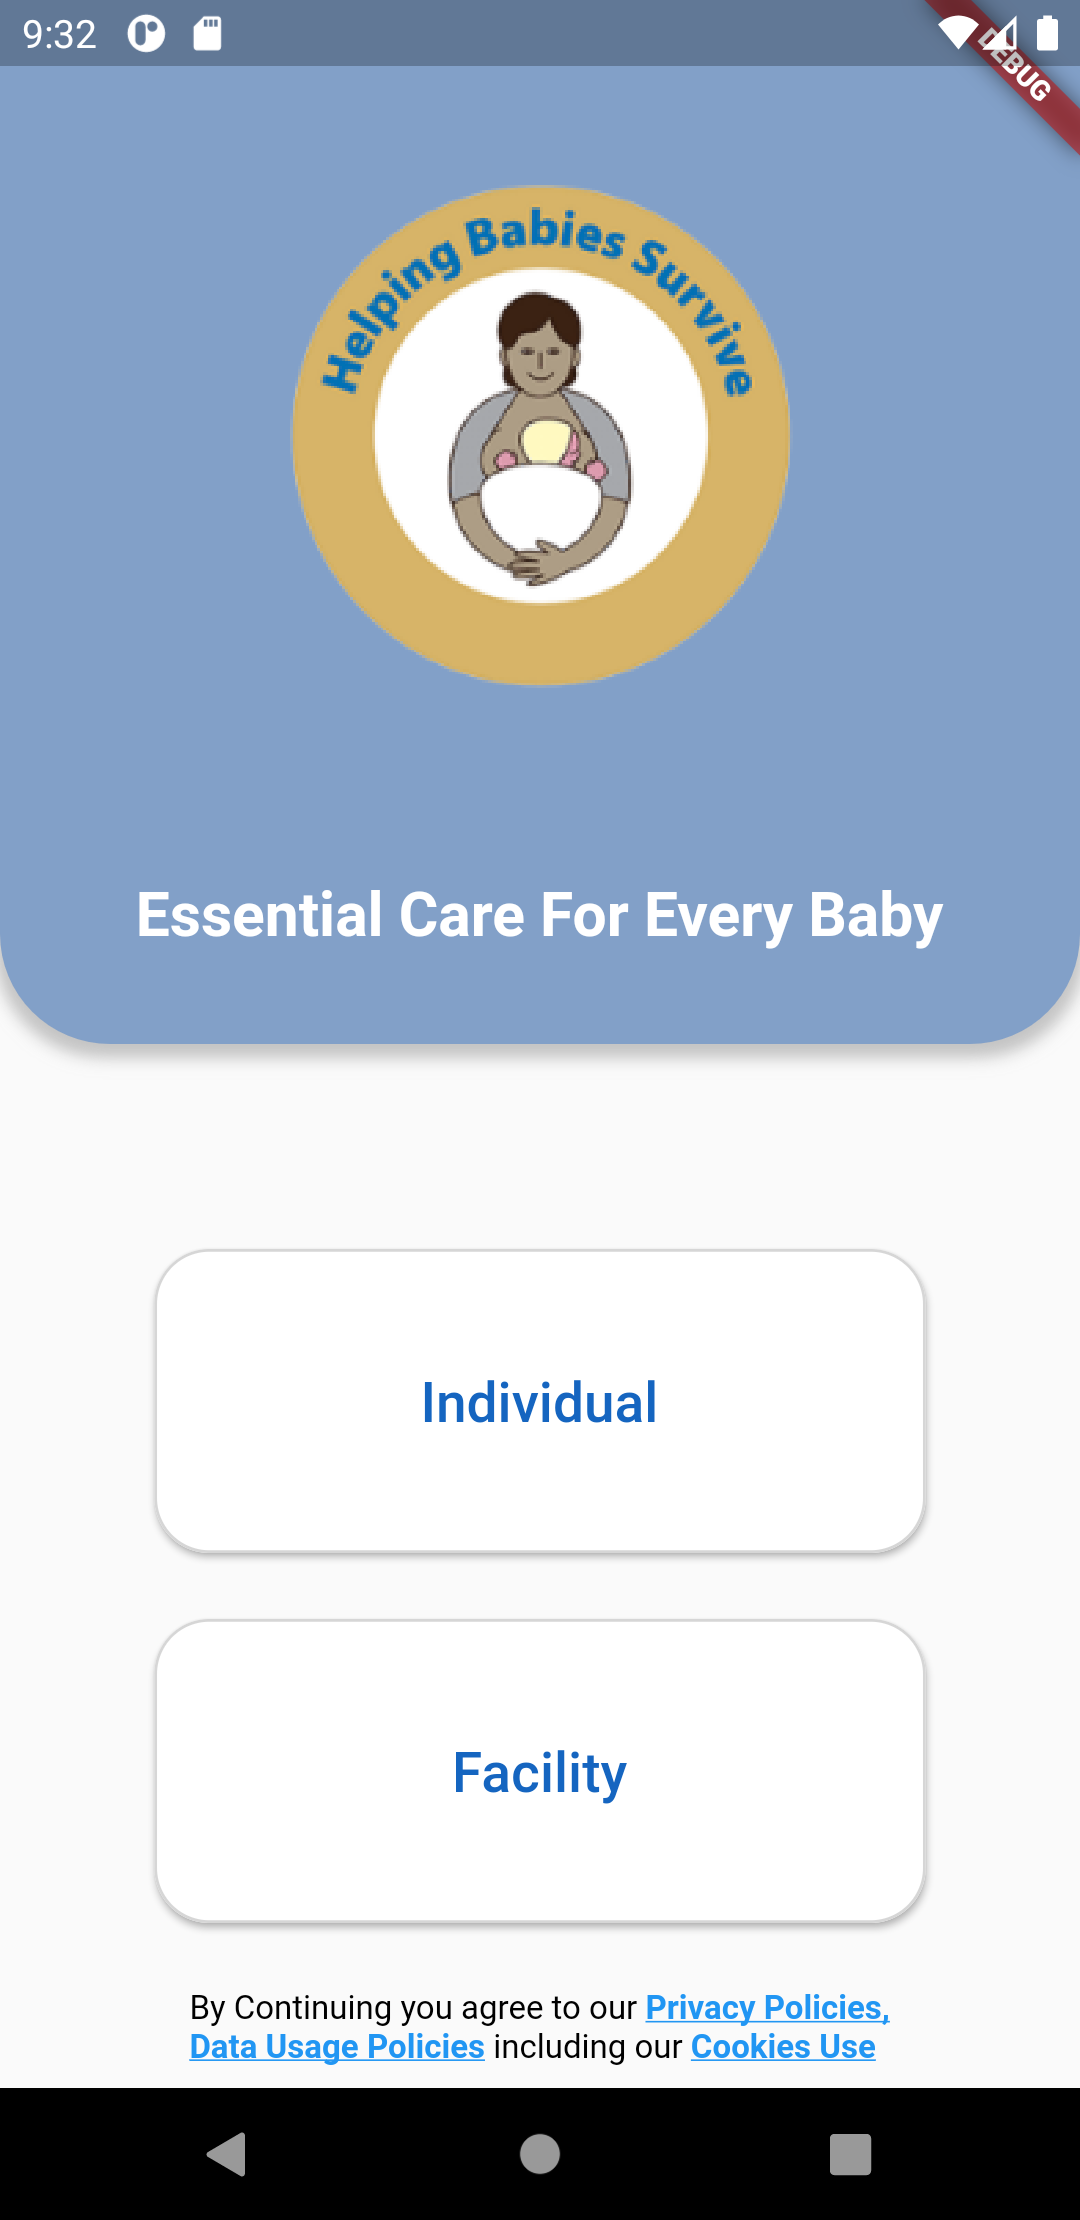 9:32
DEBUG
Helping Babies Survive
Essential Care For Every Baby
Individual
Facility
By Continuing you agree to our Privacy Policies,
Data Usage Policies including our Cookies Use